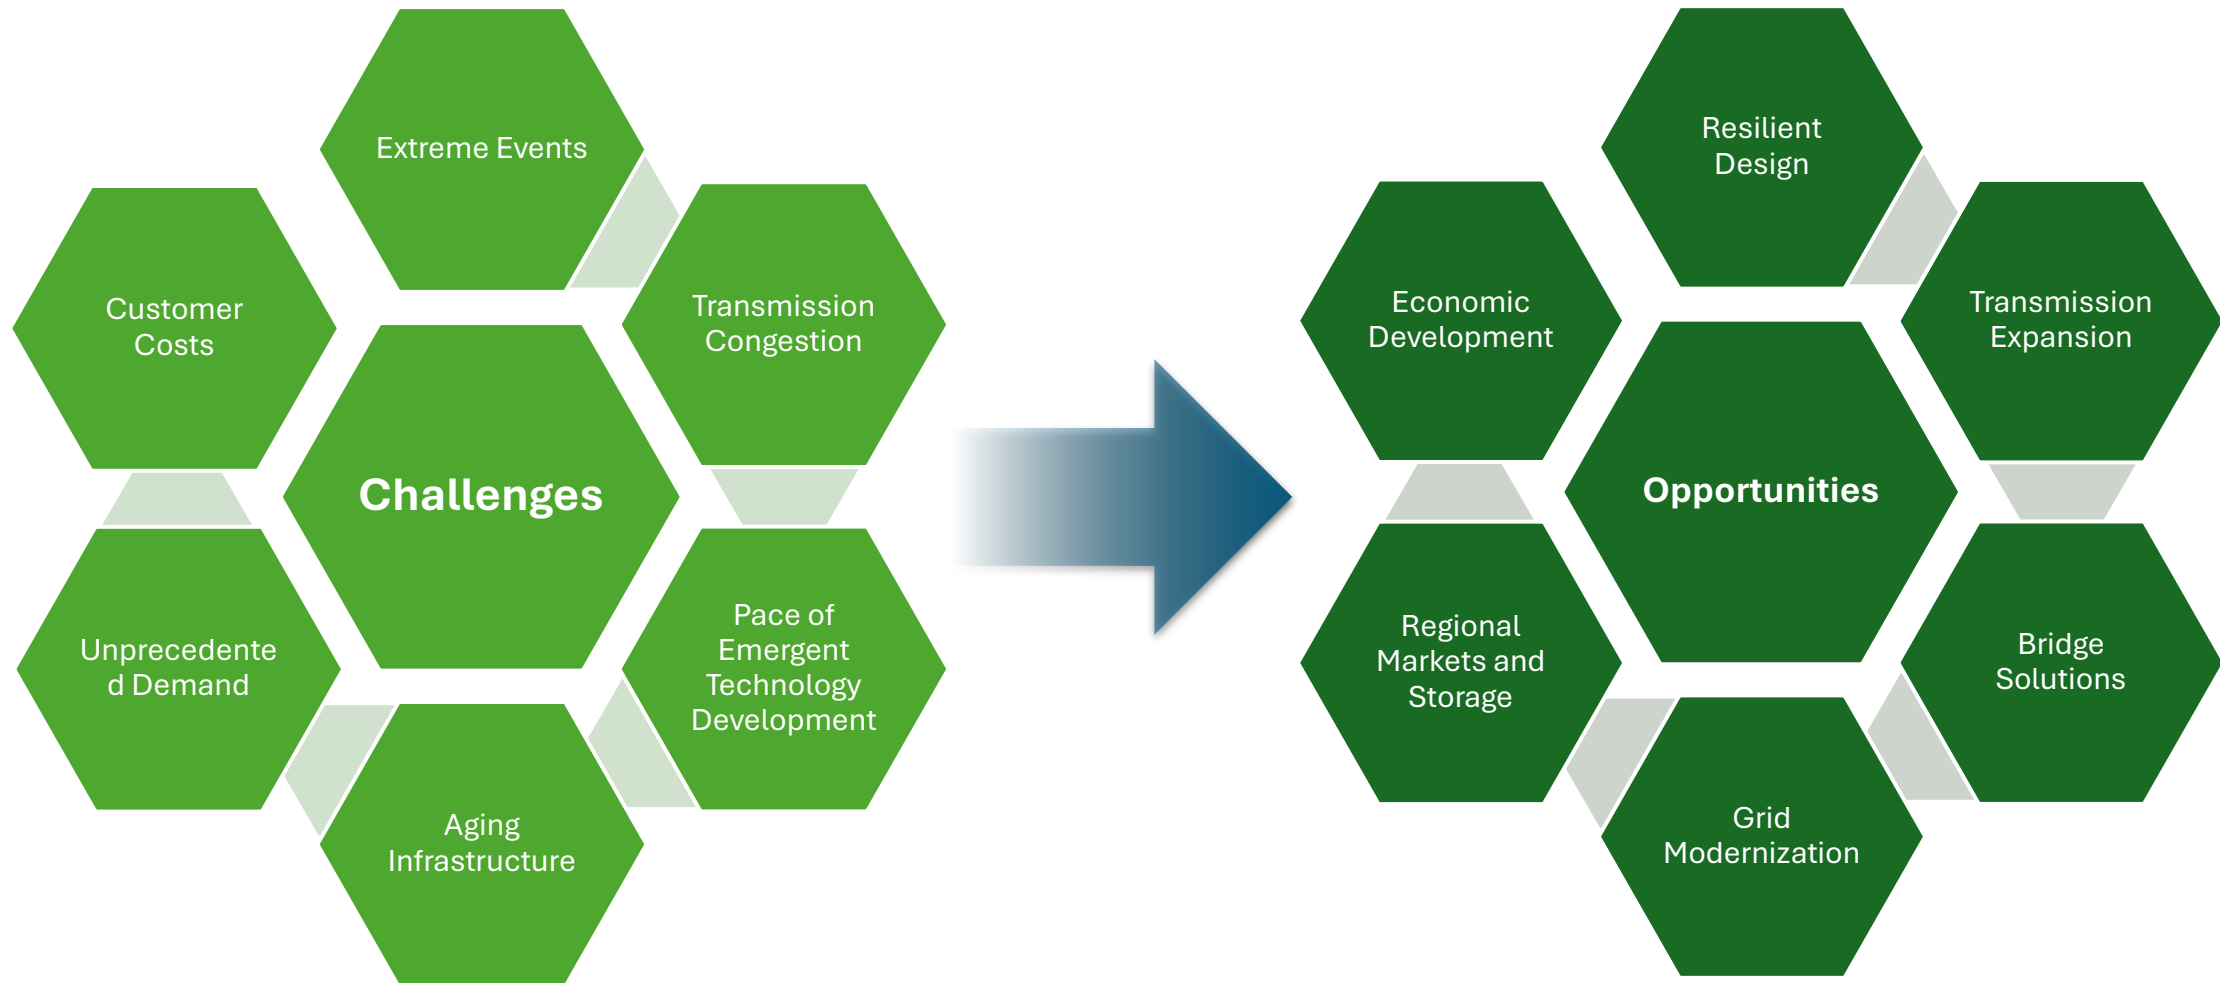 Extreme Events
Transmission
Congestion
Pace of
Emergent
Technology
Development
Aging
Infrastructure
Unprecedente
d Demand
Customer
Costs
Challenges
Resilient
Design
Transmission
Expansion
Bridge
Solutions
Grid
Modernization
Regional
Markets and
Storage
Economic
Development
Opportunities